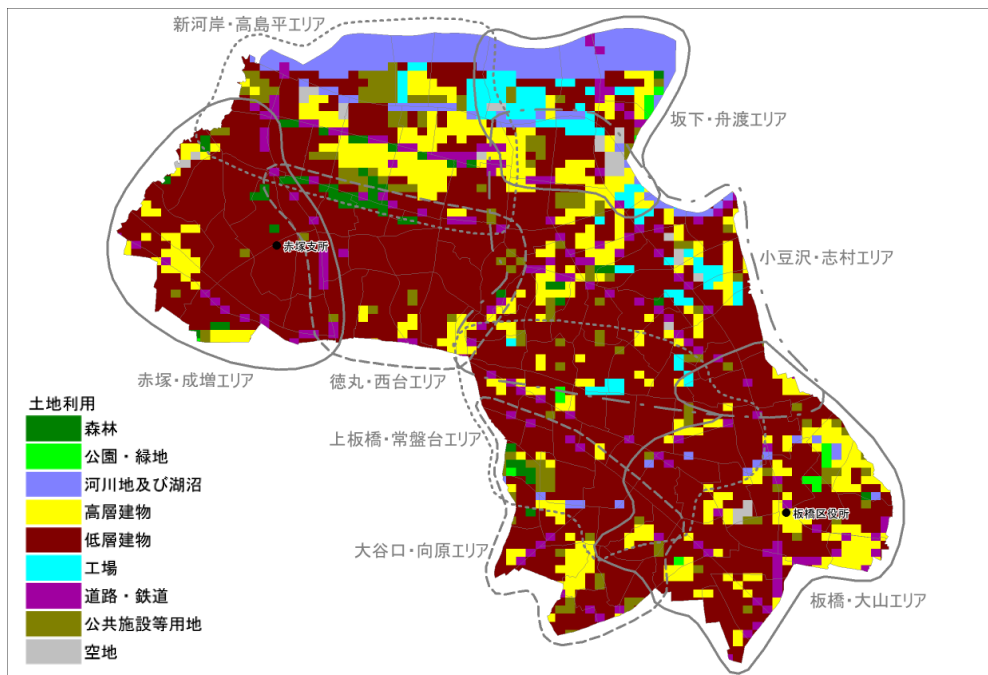 新河岸・高島平エリア
坂下・舟渡エリア
赤塚支所
小豆沢・志村エリア
赤塚・成増エリア
徳丸・西台エリア
土地利用
森林
公園・緑地
河川地及び湖沼
高層建物
低層建物
工場
道路・鉄道
公共施設等用地
空地
上板橋・常盤台エリア
板橋区役所
大谷口・向原エリア
板橋・大山エリア